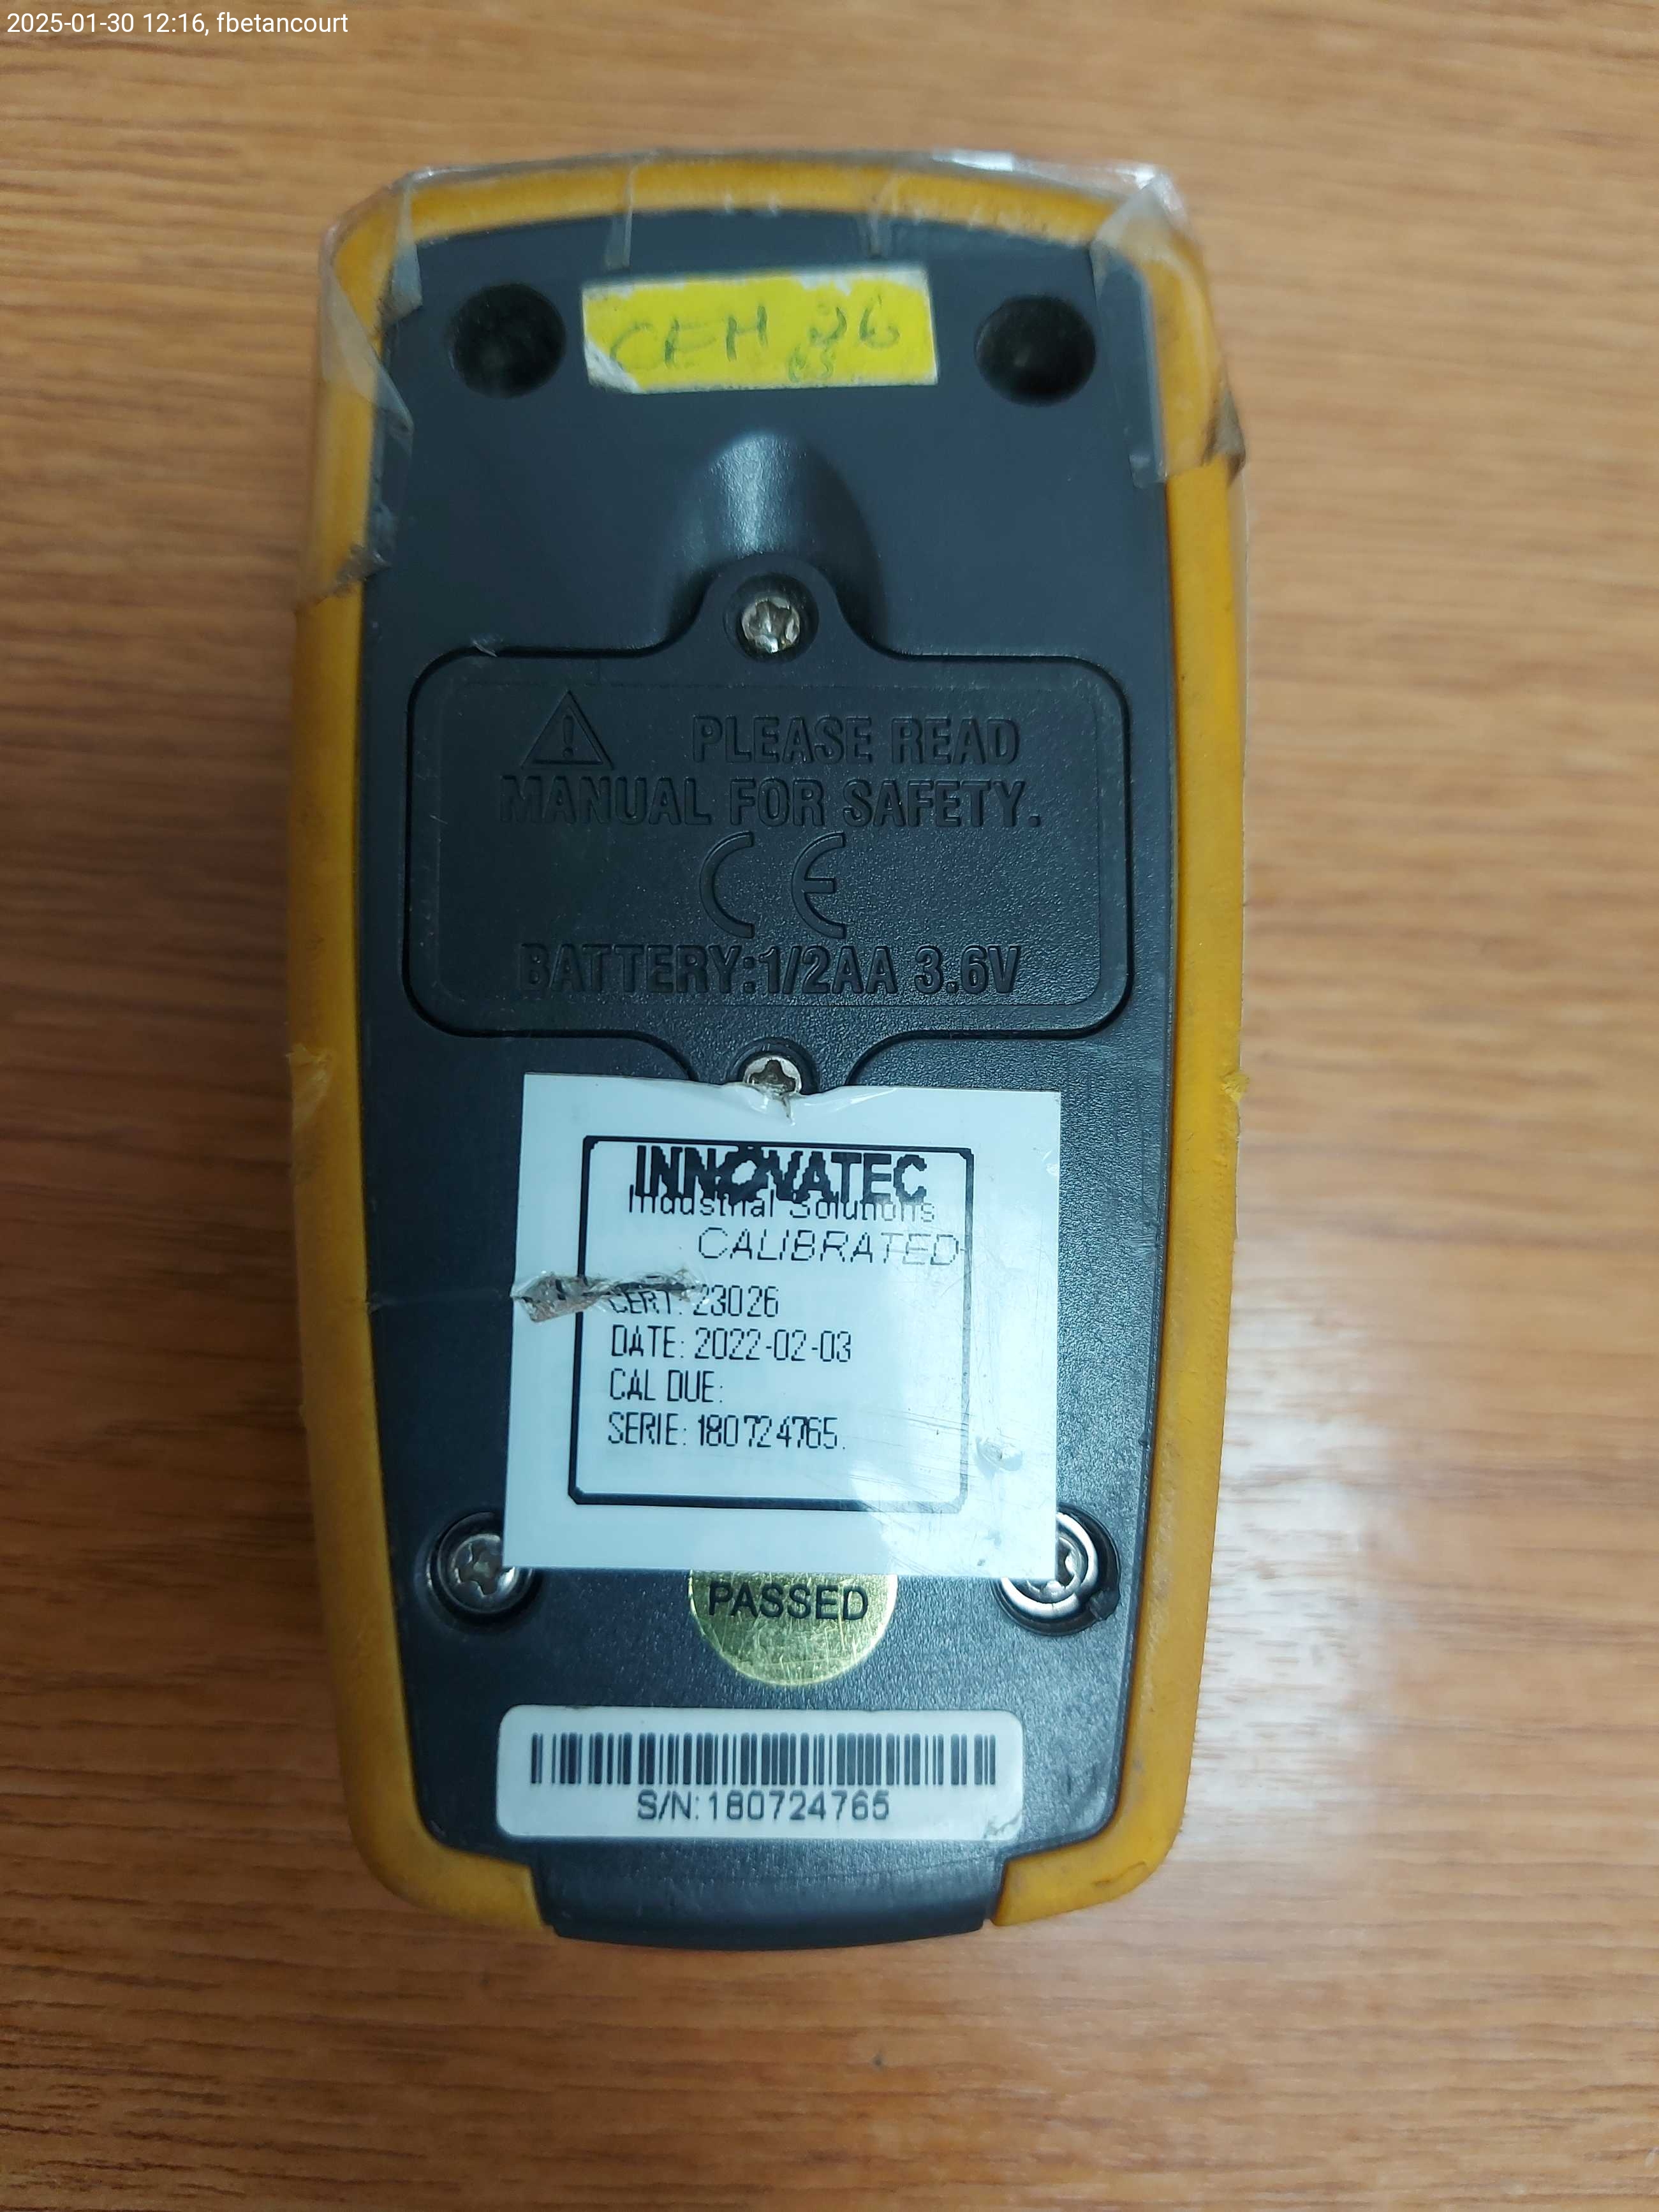 2025-01-30 12:16, fbetancourt
CEM 26
PLEASE READ
MANUAL FOR SAFETY.
CE
BATTERY:1/2AA 3.6V
INNOVATEC
Industrial Solutions
CALIBRATED
CERT: 23026
DATE: 2022-02-03
CAL DUE:
SERIE: 180724765.
PASSED
S/N:180724765